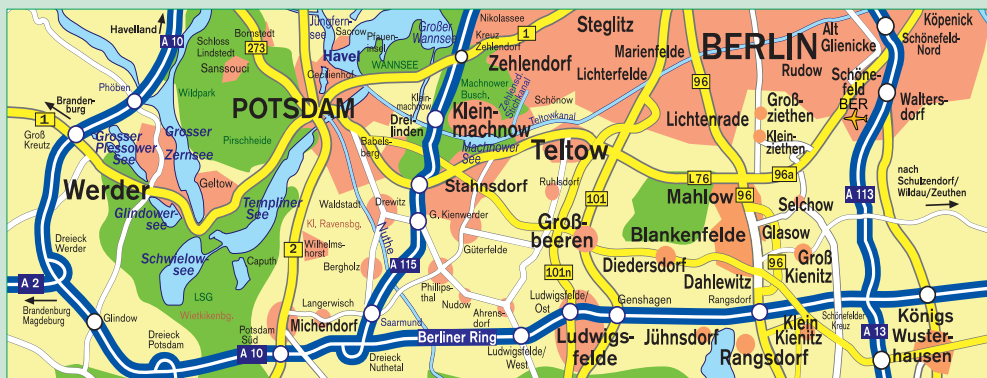 Havelland
A 10
Schloss
Lindstedt
Bornstedt
273
Sanssouci
Jungfern-
see
Sacrow
Pfauen-
insel
Havel
WANNSEE
Cecilienhof
Großer
Wannsee
Nikolassee
Kreuz
Zehlendorf
1
Zehlendorf
Steglitz
Marienfelde
Lichterfelde
96
BERLIN
Alt
Glienicke
Rudow
Köpenick
Schönefeld-
Nord
Schöne-
feld
BER
Walters-
dorf
Phöben
Branden-
burg
1
Groß
Kreutz
Wildpark
POTSDAM
Grosser
Plessower
See
Grosser
Zernsee
Pirschheide
Werder
Geltow
Glindower-
see
Templiner
See
Klein-
machnow
Drei-
linden
Babels-
berg
Machnower
Busch.
Zehlensd.
Stichkanal
Klein-
machnow
Machnower
See
Schönow
Teltowkanal
Teltow
Lichtenrade
Groß-
ziethen
Klein-
ziethen
L76
96a
A 113
nach
Schulzendorf/
Wildau/Zeuthen
Stahnsdorf
Ruhlsdorf
101
Mahlow
96
Selchow
Glasow
Waldstadt
Drewitz
Kl. Ravensbg.
Nuthe
G. Kienwerder
Güterfelde
Groß-
beeren
Blankenfelde
Diedersdorf
Dahlewitz
96
Groß
Kienitz
Dreieck
Werder
Schwielow-
see
Caputh
2
Wilhelms-
horst
Bergholz
A 115
A 2
Brandenburg
Magdeburg
Glindow
LSG
Wietkikenbg.
Dreieck
Potsdam
Potsdam
Süd
A 10
Langerwisch
Michendorf
Saarmund
Dreieck
Nuthetal
Philipps
thal
Nudow
Ahrens-
dorf
Berliner Ring
Ludwigsfelde/
West
101n
Ludwigsfelde/
Ost
Ludwigs-
felde
Genshagen
Jühnsdorf
Rangsdorf
Rangsdorf
Klein
Kienitz
Schönefelder
Kreuz
A 13
Königs
Wuster-
hausen